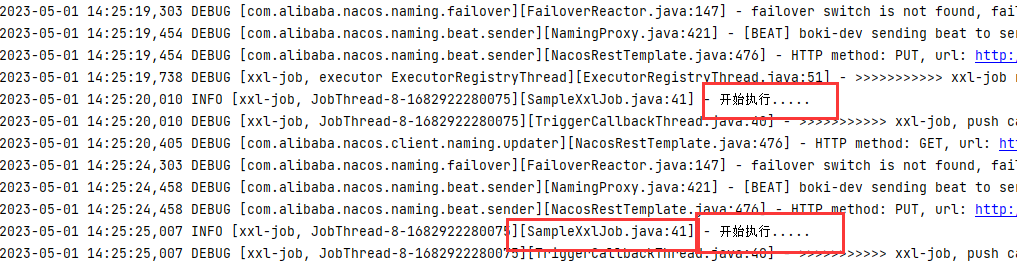 2023-05-01 14:25:19,303 DEBUG [com.alibaba.nacos.naming.failover][FailoverReactor.java:147] - failover switch is not found, fail
2023-05-01 14:25:19,454 DEBUG [com.alibaba.nacos.naming.beat.sender][NamingProxy.java:421] - [BEAT] boki-dev sending beat to se
2023-05-01 14:25:19,454 DEBUG [com.alibaba.nacos.naming.beat.sender][NacosRestTemplate.java:476] - HTTP method: PUT, url: http:
2023-05-01 14:25:19,738 DEBUG [xxl-job, executor ExecutorRegistryThread][ExecutorRegistryThread.java:51] - >>>>>>>>>>> xxl-job
2023-05-01 14:25:20,010 INFO [xxl-job, JobThread-8-1682922280075][SampleXxlJob.java:41] - 开始执行.....
2023-05-01 14:25:20,010 DEBUG [xxl-job, JobThread-8-1682922280075][TriggerCallbackThread.java:40] - >>>>>>>>>>> xxl-job, push ca
2023-05-01 14:25:20,405 DEBUG [com.alibaba.nacos.client.naming.updater][NacosRestTemplate.java:476] - HTTP method: GET, url: ht
2023-05-01 14:25:24,303 DEBUG [com.alibaba.nacos.naming.failover][FailoverReactor.java:147] - failover switch is not found, fail
2023-05-01 14:25:24,458 DEBUG [com.alibaba.nacos.naming.beat.sender][NamingProxy.java:421] - [BEAT] boki-dev sending beat to se
2023-05-01 14:25:24,458 DEBUG [com.alibaba.nacos.naming.beat.sender][NacosRestTemplate.java:476] - HTTP method: PUT, url: http:
2023-05-01 14:25:25,007 INFO [xxl-job, JobThread-8-1682922280075][SampleXxlJob.java:41] - 开始执行.....
2023-05-01 14:25:25,007 DEBUG [xxl-job, JobThread-8-1682922280075][TriggerCallbackThread.java:40] - >>>>>>>>>>> xxl-job, push ca